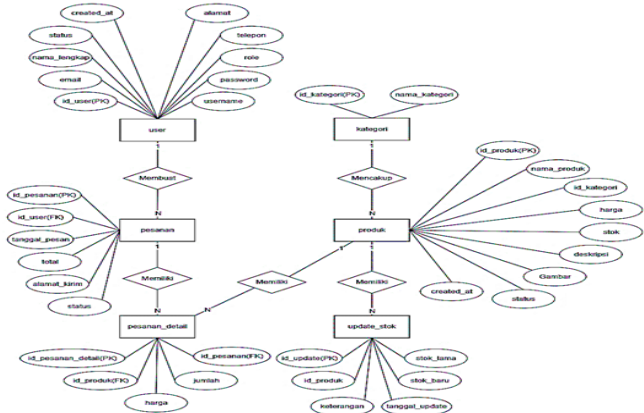 created_at
alamat
status
telepon
nama_lengkap
role
email
password
id_user(PK)
username
user
id_kategori(PK)
nama_kategori
kategori
1
1
Membuat
Mencakup
id_produk(PK)
nama_produk
id_kategori
harga
stok
deskripsi
Gambar
status
created_at
N
N
id_pesanan(PK)
id_user(FK)
tanggal_pesan
total
alamat_kirim
status
pesanan
produk
1
1
1
Memiliki
Memiliki
Memiliki
N
N
N
pesanan_detail
update_stok
id_pesanan_detail(PK)
id_pesanan(FK)
id_produk(FK)
jumlah
harga
id_update(PK)
stok_lama
id_produk
stok_baru
keterangan
tanggal_update